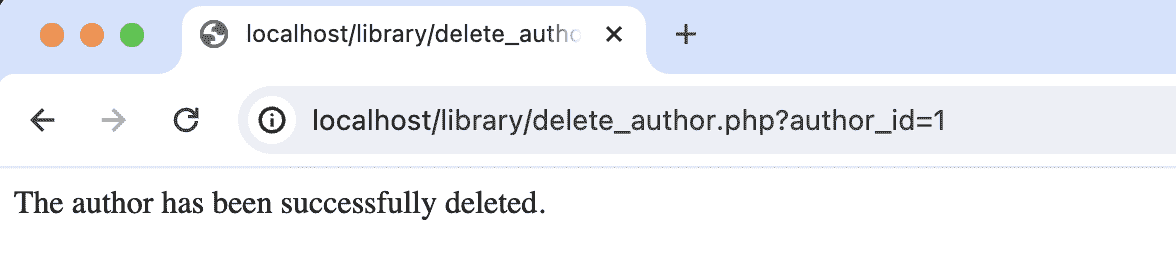 localhost/library/delete_autho
localhost/library/delete_author.php?author_id=1
The author has been successfully deleted.